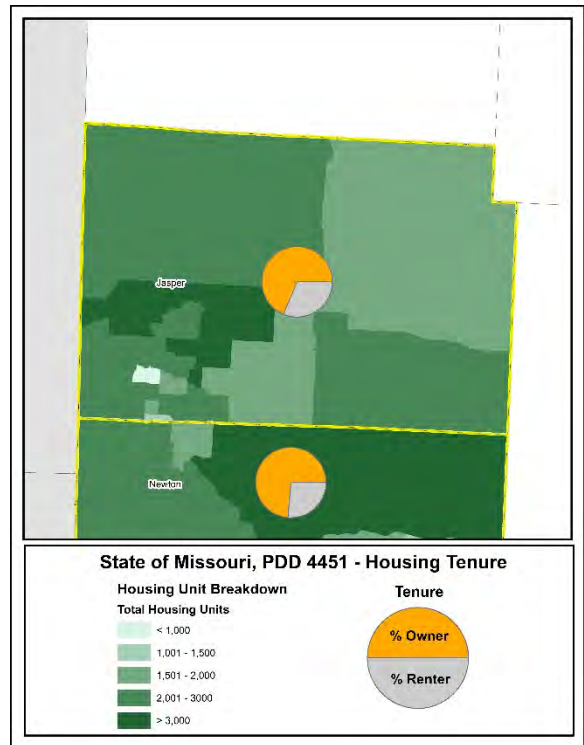 Jasper
Newton
State of Missouri, PDD 4451 - Housing Tenure
Housing Unit Breakdown
Total Housing Units
< 1,000
1,001 - 1,500
1,501 - 2,000
2,001 - 3000
> 3,000
Tenure
% Owner
% Renter